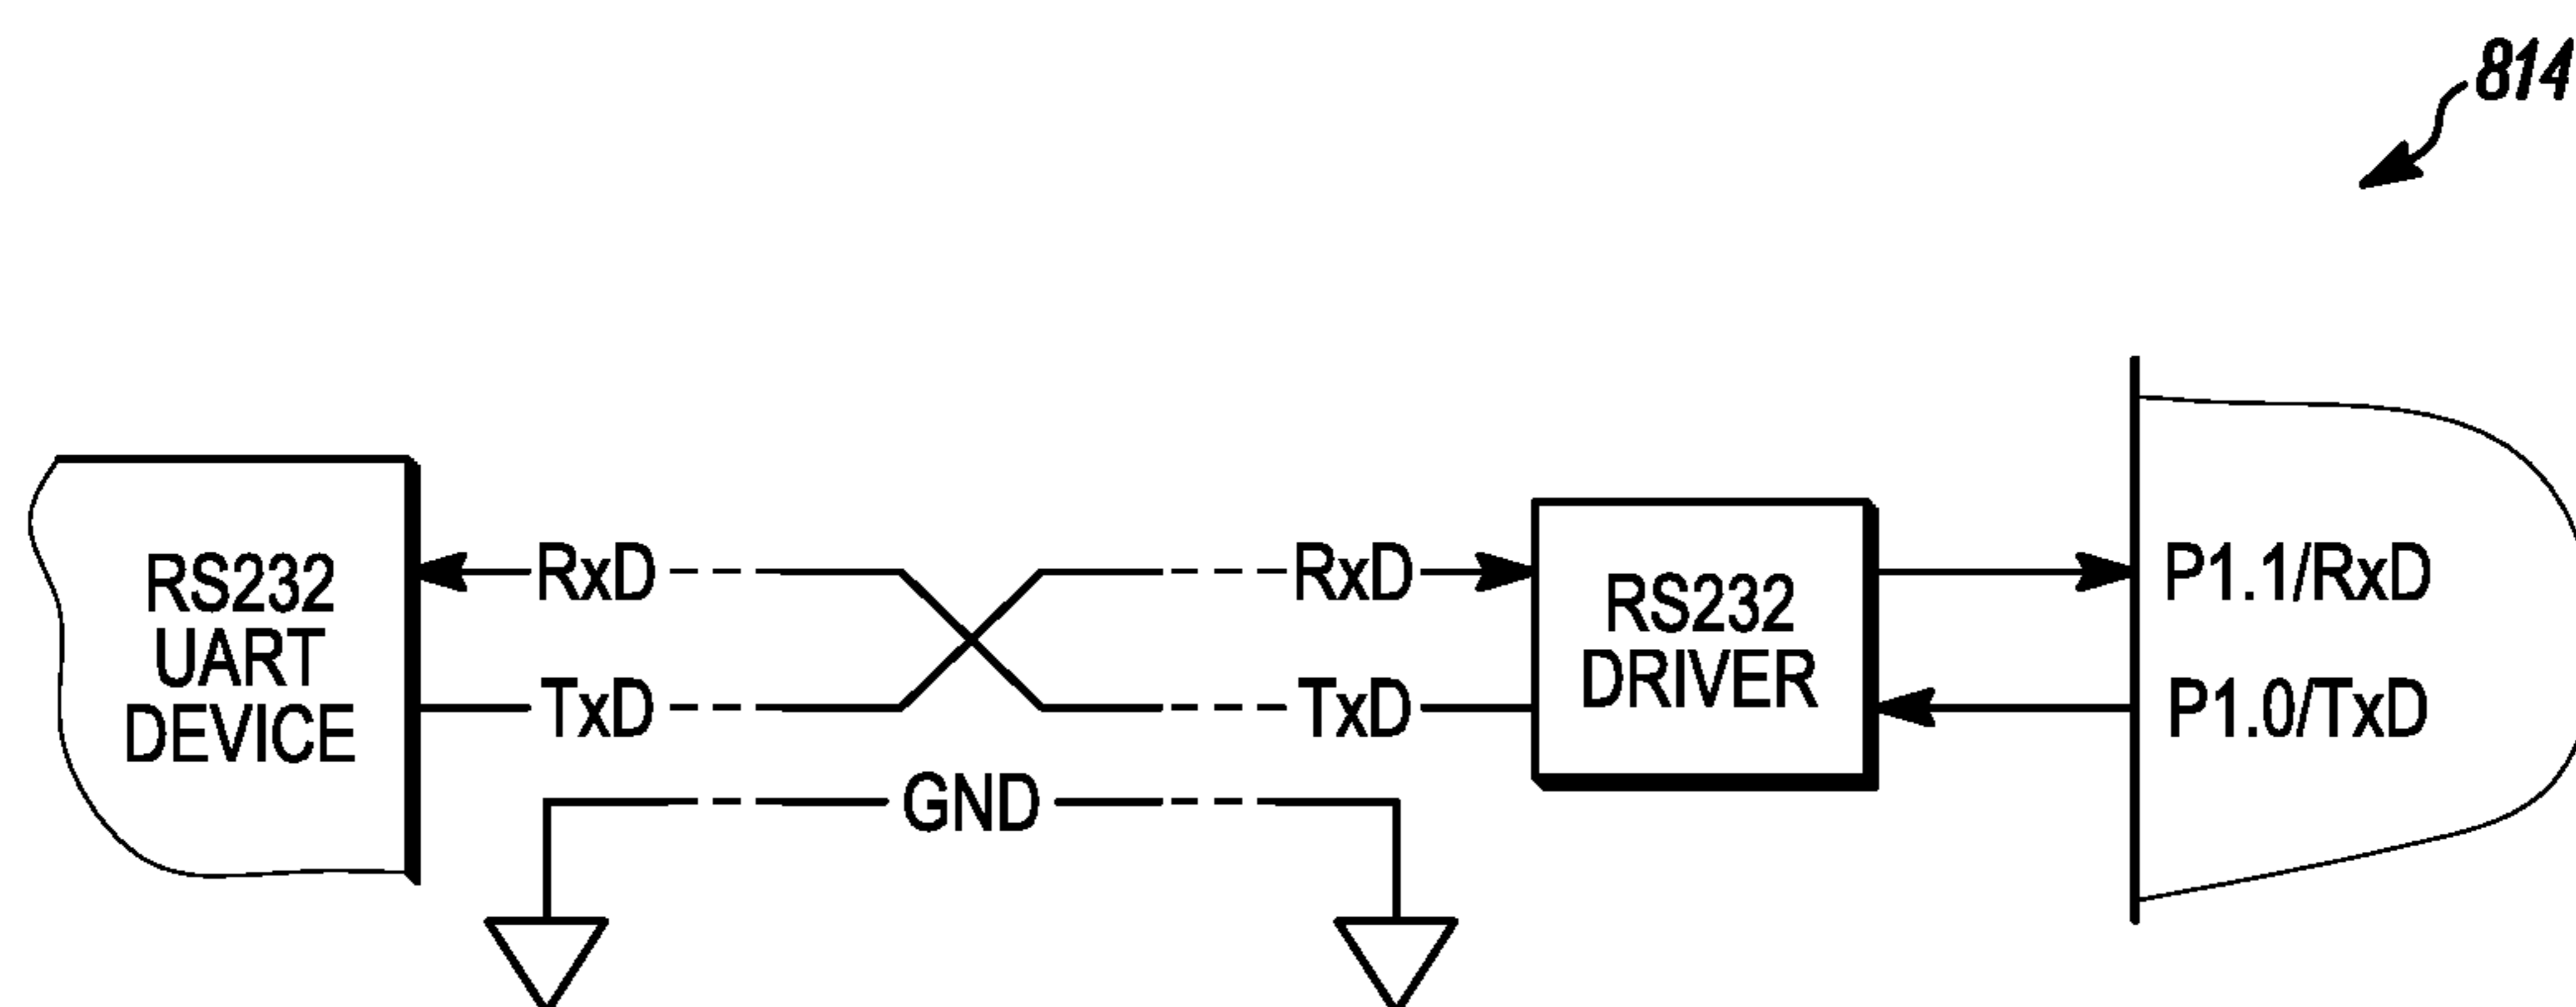 814
RS232
UART
DEVICE
RxD
TxD
GND
RxD
TxD
RS232
DRIVER
P1.1/RxD
P1.0/TxD